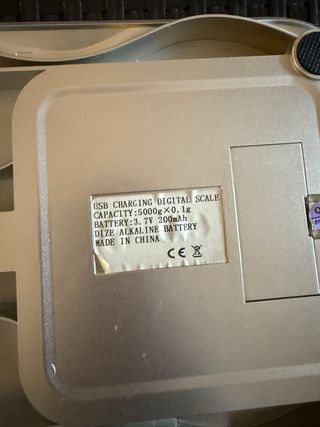 USB CHARGING DIGITAL SCALE
CAPACITY:5000g×0.1g
BATTERY:3.7V 200mAh
DIZE ALKALINE BATTERY
MADE IN CHINA
CE